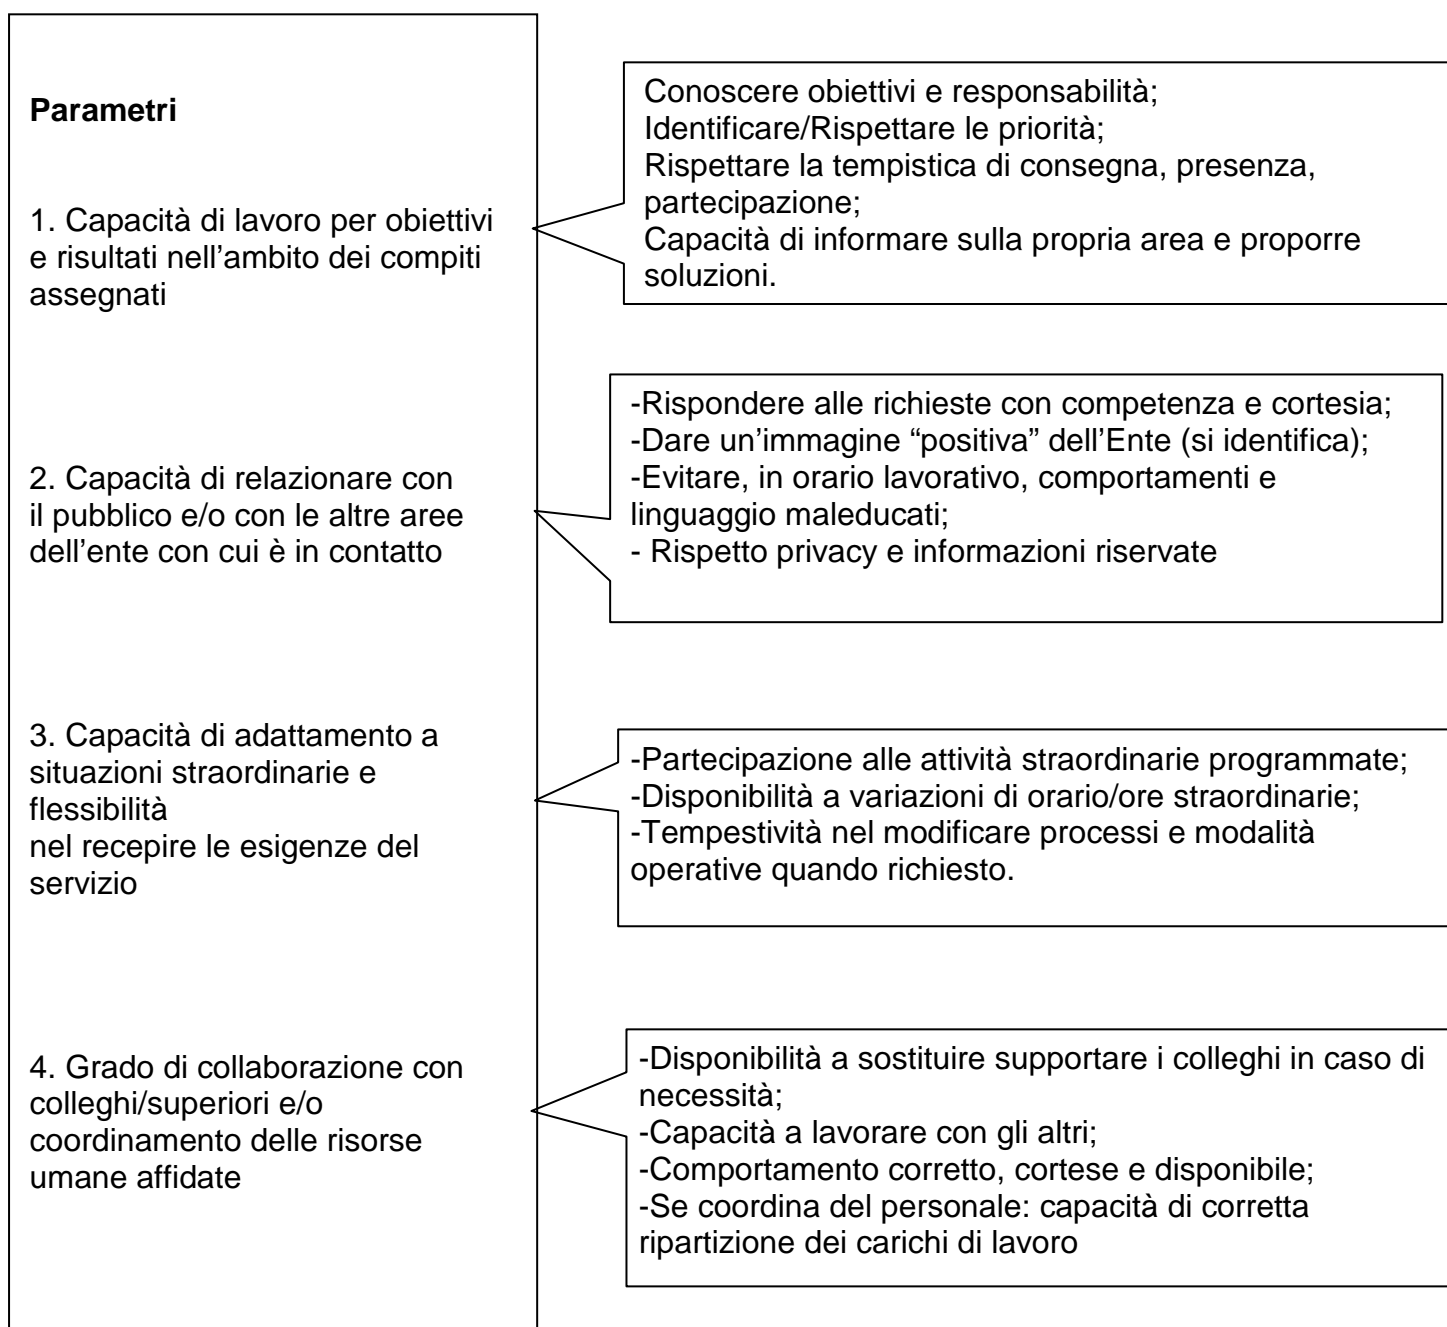 Parametri
1. Capacità di lavoro per obiettivi
e risultati nell’ambito dei compiti
assegnati
Conoscere obiettivi e responsabilità;
Identificare/Rispettare le priorità;
Rispettare la tempistica di consegna, presenza,
partecipazione;
Capacità di informare sulla propria area e proporre
soluzioni.
2. Capacità di relazionare con
il pubblico e/o con le altre aree
dell’ente con cui è in contatto
-Rispondere alle richieste con competenza e cortesia;
-Dare un’immagine “positiva” dell’Ente (si identifica);
-Evitare, in orario lavorativo, comportamenti e
linguaggio maleducati;
- Rispetto privacy e informazioni riservate
3. Capacità di adattamento a
situazioni straordinarie e
flessibilità
nel recepire le esigenze del
servizio
-Partecipazione alle attività straordinarie programmate;
-Disponibilità a variazioni di orario/ore straordinarie;
-Tempestività nel modificare processi e modalità
operative quando richiesto.
4. Grado di collaborazione con
colleghi/superiori e/o
coordinamento delle risorse
umane affidate
-Disponibilità a sostituire supportare i colleghi in caso di
necessità;
-Capacità a lavorare con gli altri;
-Comportamento corretto, cortese e disponibile;
-Se coordina del personale: capacità di corretta
ripartizione dei carichi di lavoro